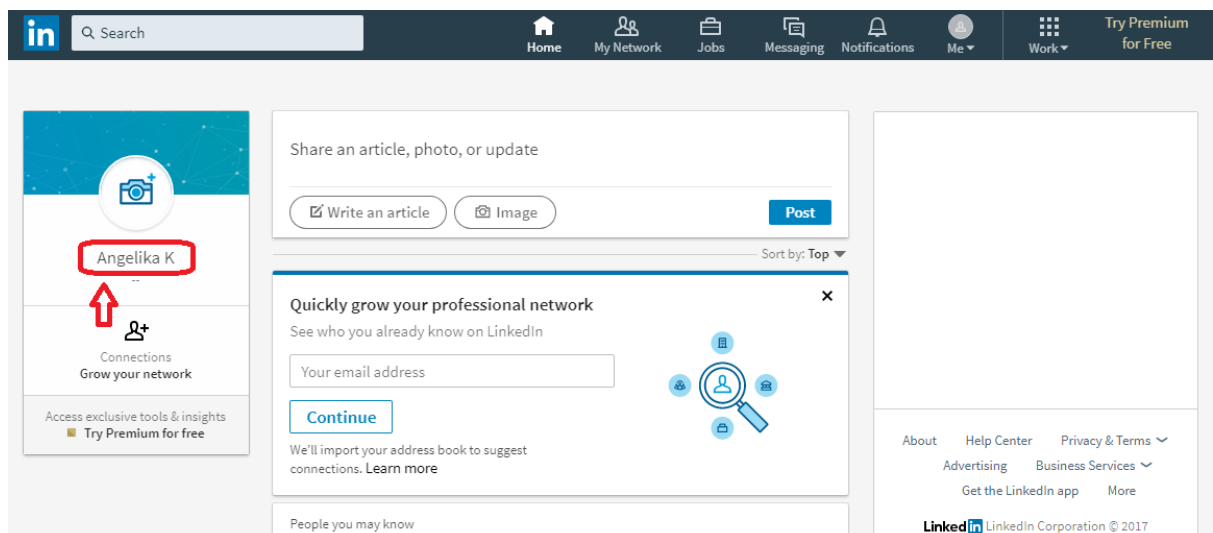 in
Search
Home
My Network
Jobs
Messaging
Notifications
Me
Work
Try Premium
for Free
Angelika K
--
Connections
Grow your network
Access exclusive tools & insights
Try Premium for free
Share an article, photo, or update
Write an article
Image
Post
Sort by: Top
Quickly grow your professional network
See who you already know on LinkedIn
Your email address
Continue
We'll import your address book to suggest
connections. Learn more
People you may know
About Help Center Privacy & Terms
Advertising Business Services
Get the LinkedIn app More
Linked in LinkedIn Corporation © 2017